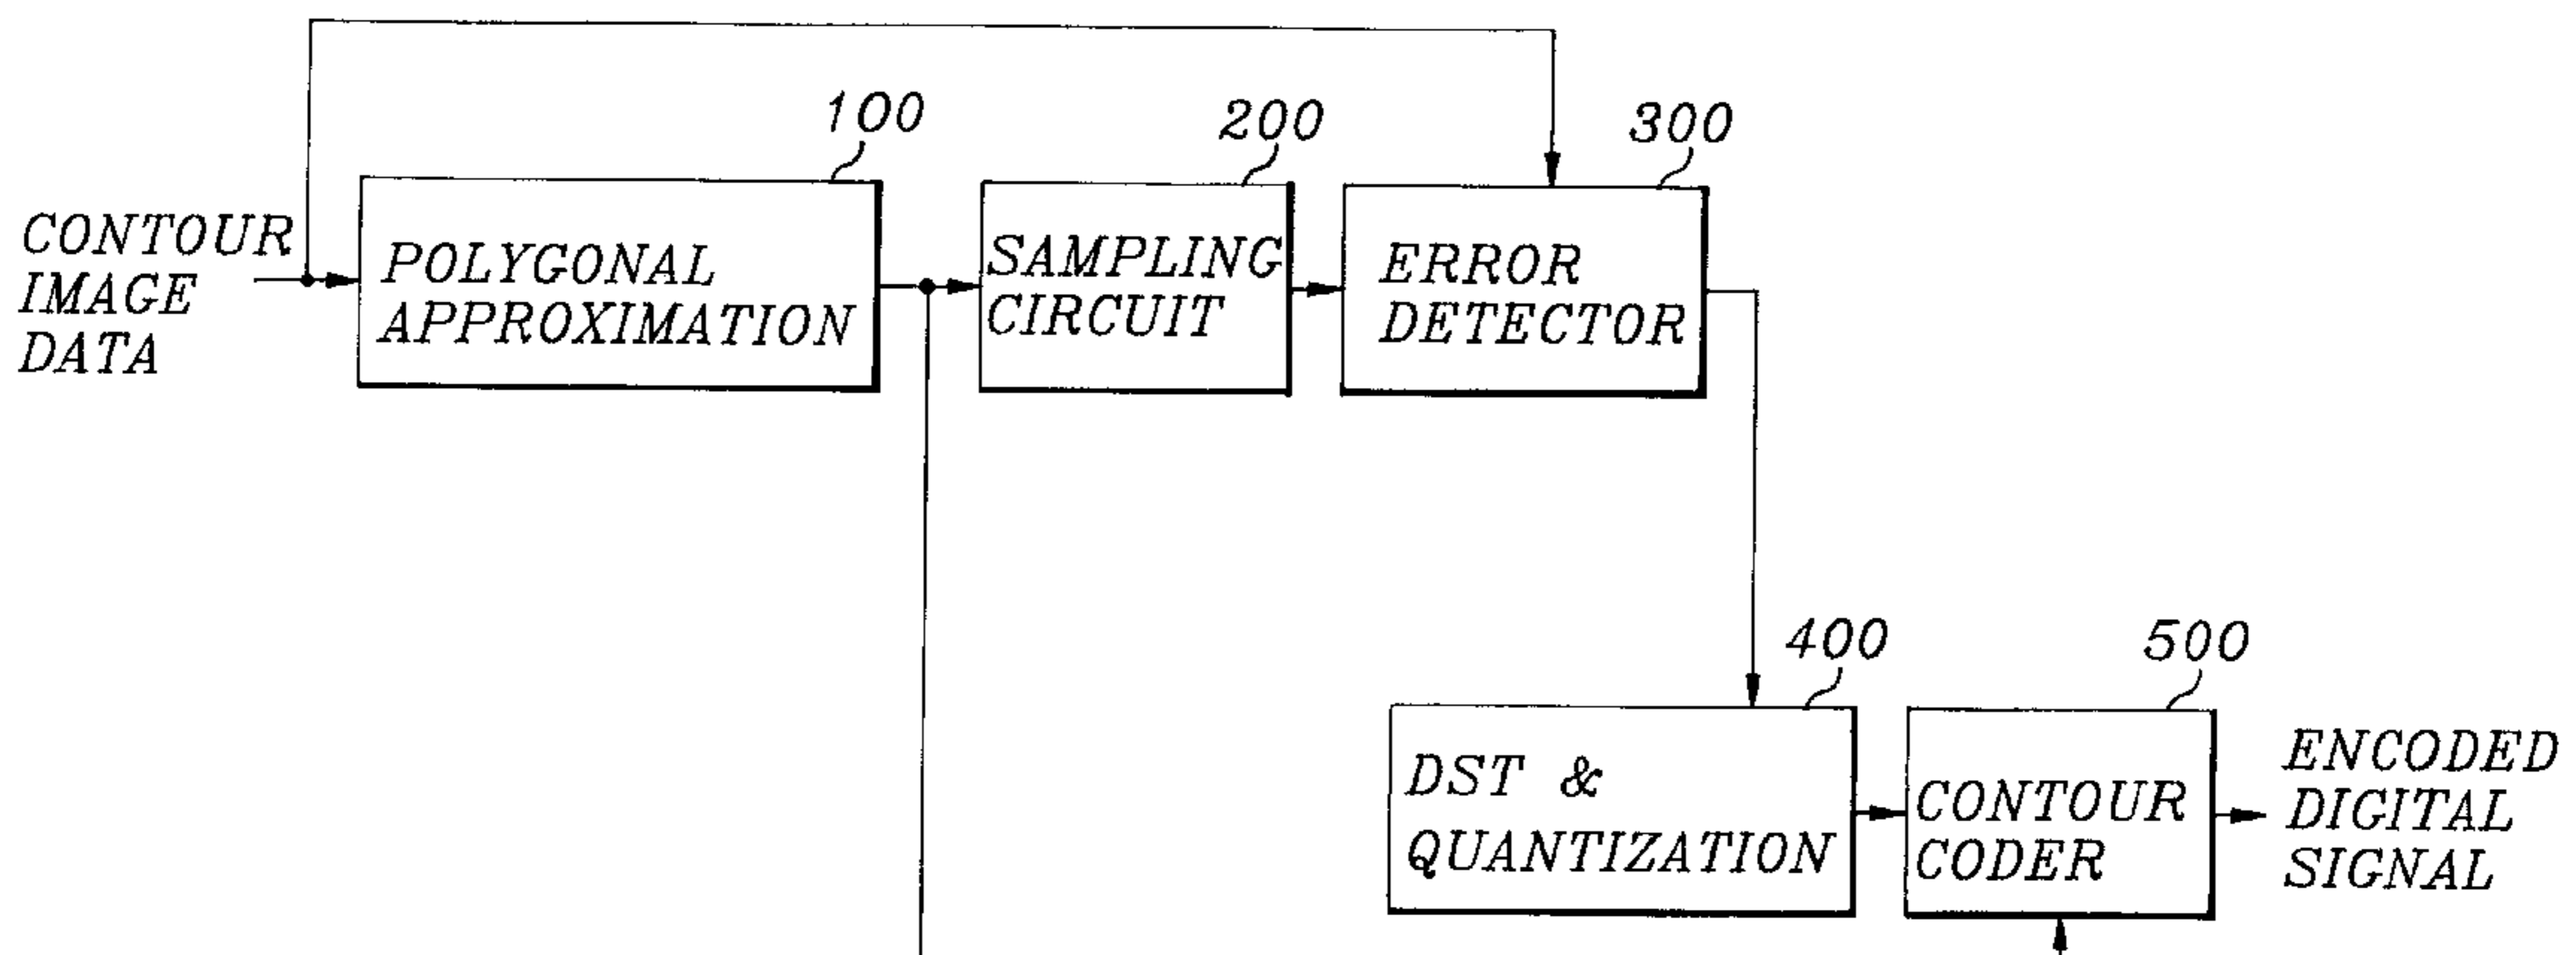 100
200
300
CONTOUR
IMAGE
DATA
POLYGONAL
APPROXIMATION
SAMPLING
CIRCUIT
ERROR
DETECTOR
400
500
DST &
QUANTIZATION
CONTOUR
CODER
ENCODED
DIGITAL
SIGNAL